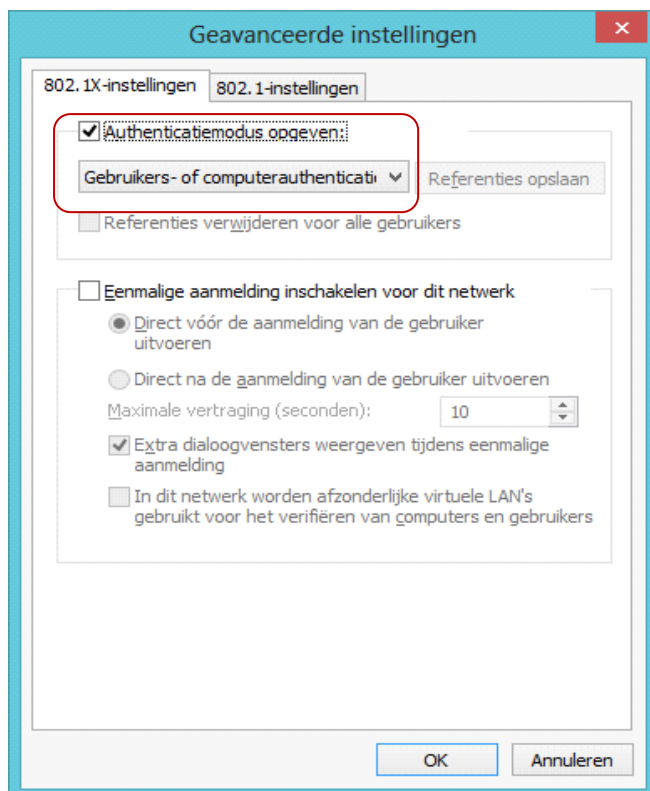 Geavanceerde instellingen
802.1X-instellingen 802.1-instellingen
Authenticatiemodus opgeven:
Gebruikers- of computerauthenticati Referenties opslaan
Referenties verwijderen voor alle gebruikers
Eenmalige aanmelding inschakelen voor dit netwerk
Direct vóór de aanmelding van de gebruiker
uitvoeren
Direct na de aanmelding van de gebruiker uitvoeren
Maximale vertraging (seconden): 10
Extra dialoogvensters weergeven tijdens eenmalige
aanmelding
In dit netwerk worden afzonderlijke virtuele LAN's
gebruikt voor het verifiëren van computers en gebruikers
OK Annuleren